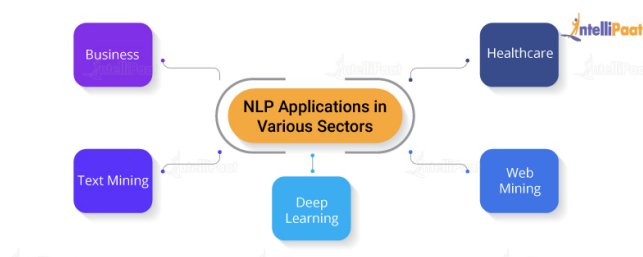 IntelliPaat
Business
Healthcare
NLP Applications in
Various Sectors
Text Mining
Deep
Learning
Web
Mining